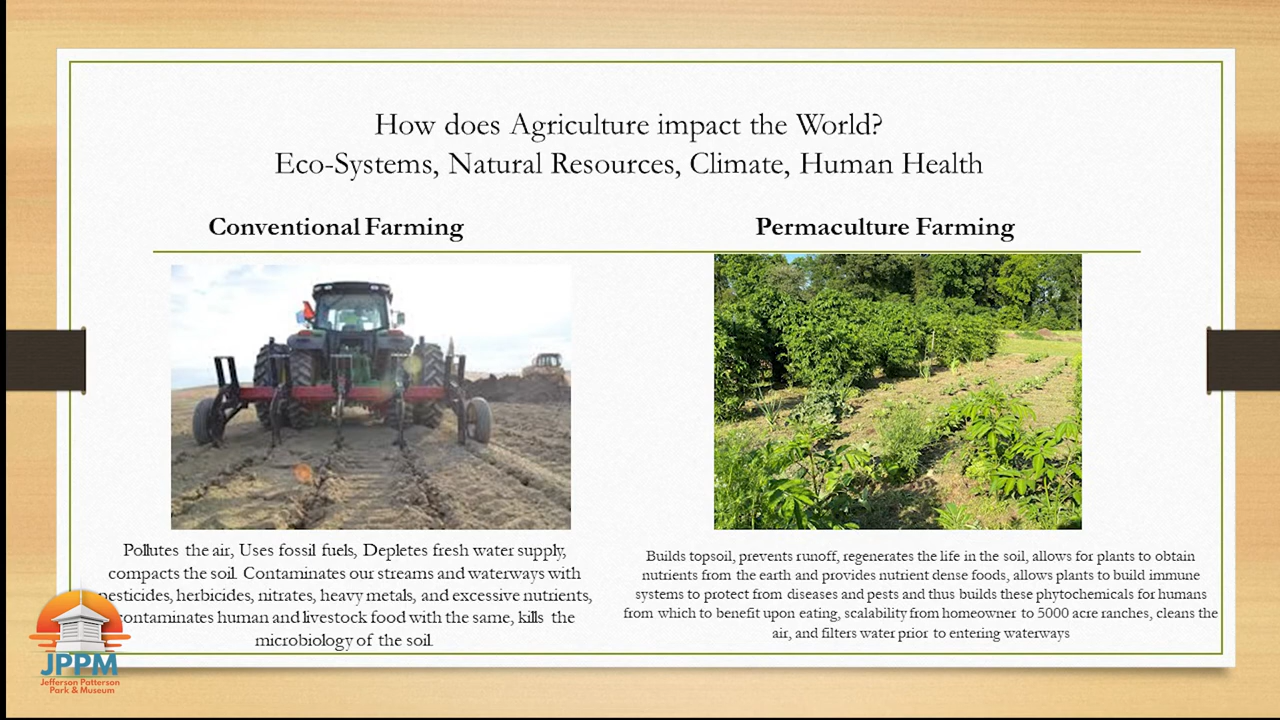 How does Agriculture impact the World?
Eco-Systems, Natural Resources, Climate, Human Health
Conventional Farming
Permaculture Farming
Pollutes the air, Uses fossil fuels, Depletes fresh water supply,
compacts the soil. Contaminates our streams and waterways with
pesticides, herbicides, nitrates, heavy metals, and excessive nutrients,
contaminates human and livestock food with the same, kills the
microbiology of the soil.
Builds topsoil, prevents runoff, regenerates the life in the soil, allows for plants to obtain
nutrients from the earth and provides nutrient dense foods, allows plants to build immune
systems to protect from diseases and pests and thus builds these phytochemicals for humans
from which to benefit upon eating, scalability from homeowner to 5000 acre ranches, cleans the
air, and filters water prior to entering waterways
JPPM
Jefferson Patterson
Park & Museum